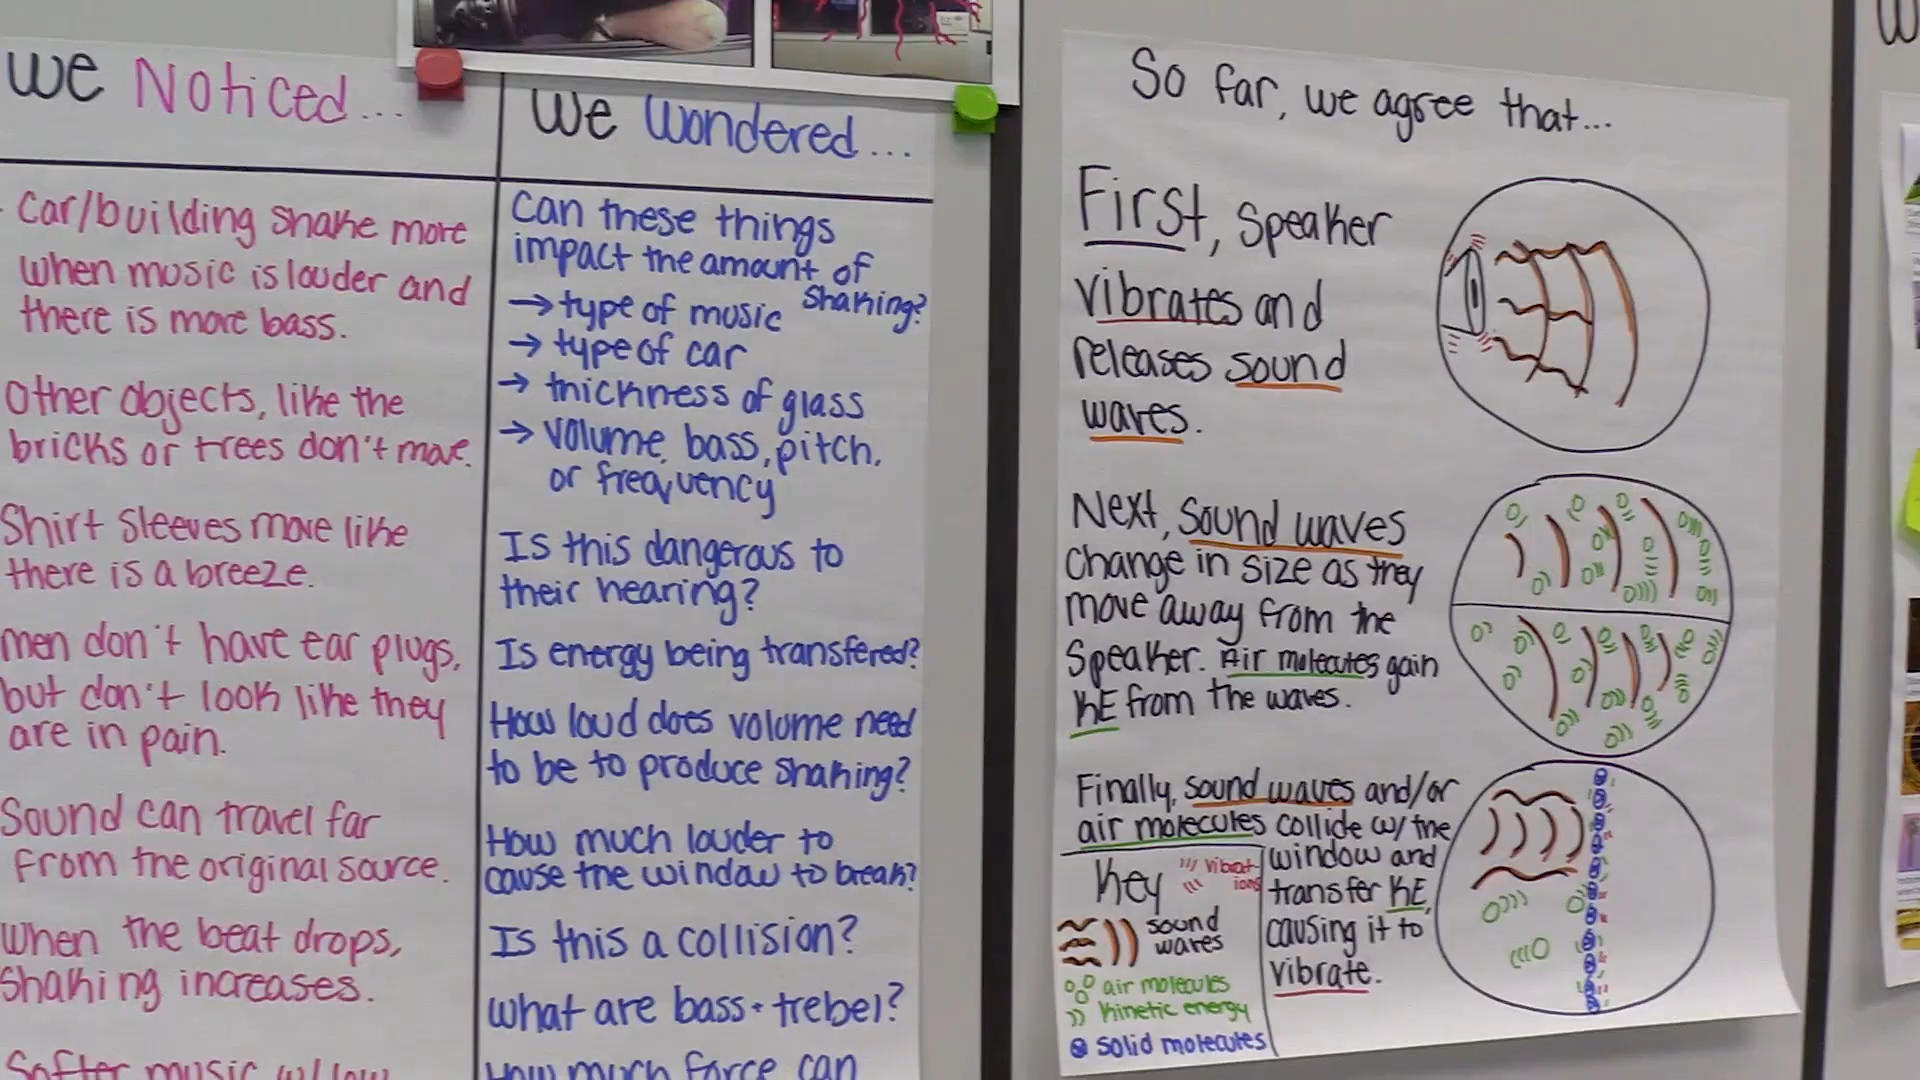 We Noticed...
Car/building shake more
when music is louder and
there is more bass.
Other objects, like the
bricks or trees don't move.
Shirt sleeves move like
there is a breeze.
men don't have ear plugs,
but don't look like they
are in pain.
Sound can travel far
from the original source.
When the beat drops,
shaking increases.
Softer music w/low
We Wondered...
Can these things
impact the amount of
shaking?
→ type of music
→ type of car
→ thickness of glass
→ volume, bass, pitch,
or frequency
Is this dangerous to
their hearing?
Is energy being transfered?
How loud does volume need
to be to produce shaking?
How much louder to
cause the window to break?
Is this a collision?
What are bass + trebel?
How much force can
So far, we agree that...
First, speaker
vibrates and
releases sound
waves.
Next, sound waves
change in size as they
move away from the
speaker. Air molecules gain
KE from the waves.
Finally, sound waves and/or
air molecules collide w/ the
window and
transfer KE,
causing it to
vibrate.
Key
vibrat-
ions
sound
waves
air molecules
kinetic energy
solid molecules
W